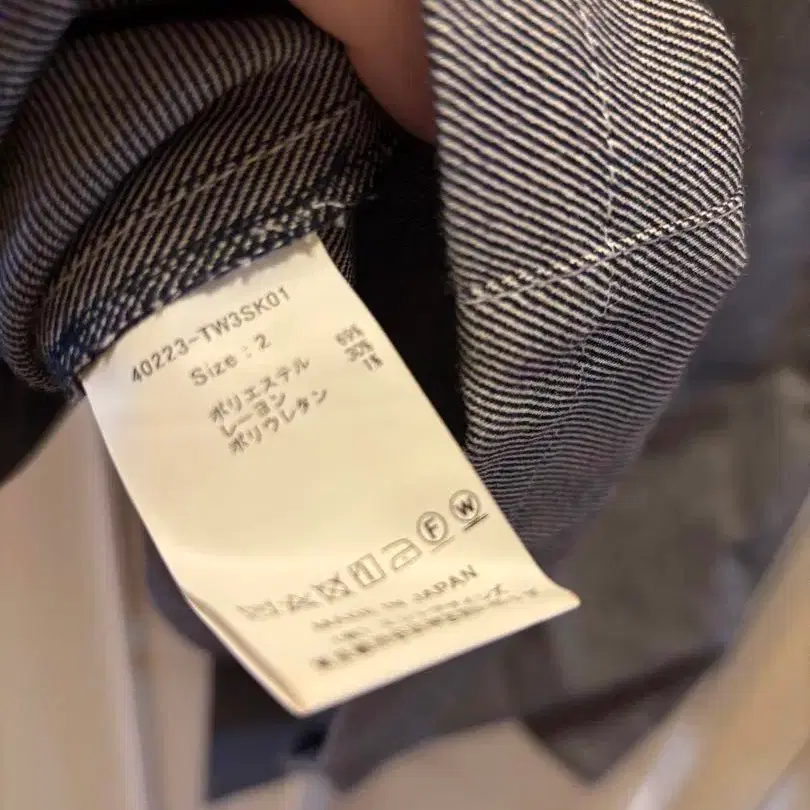 40223-TW3SK01
Size : 2
ポリエステル 69%
レーヨン 30%
ポリウレタン 1%
F W
MADE IN JAPAN